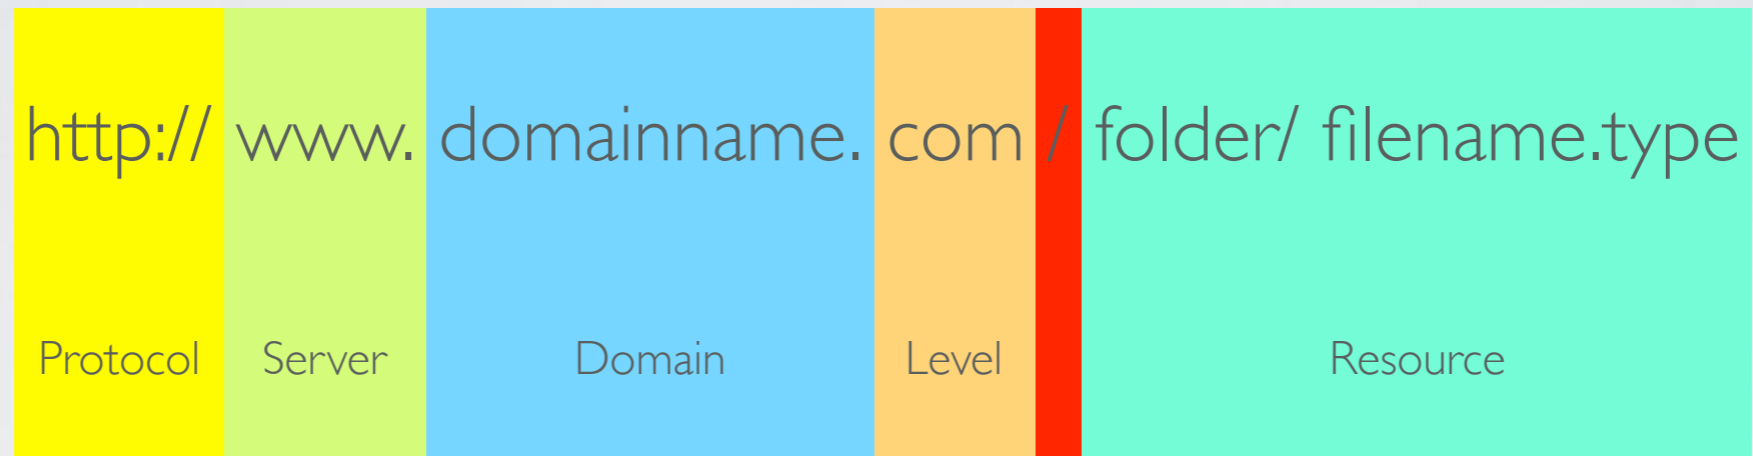 http:// www. domainname. com / folder/ filename.type
Protocol Server Domain Level Resource